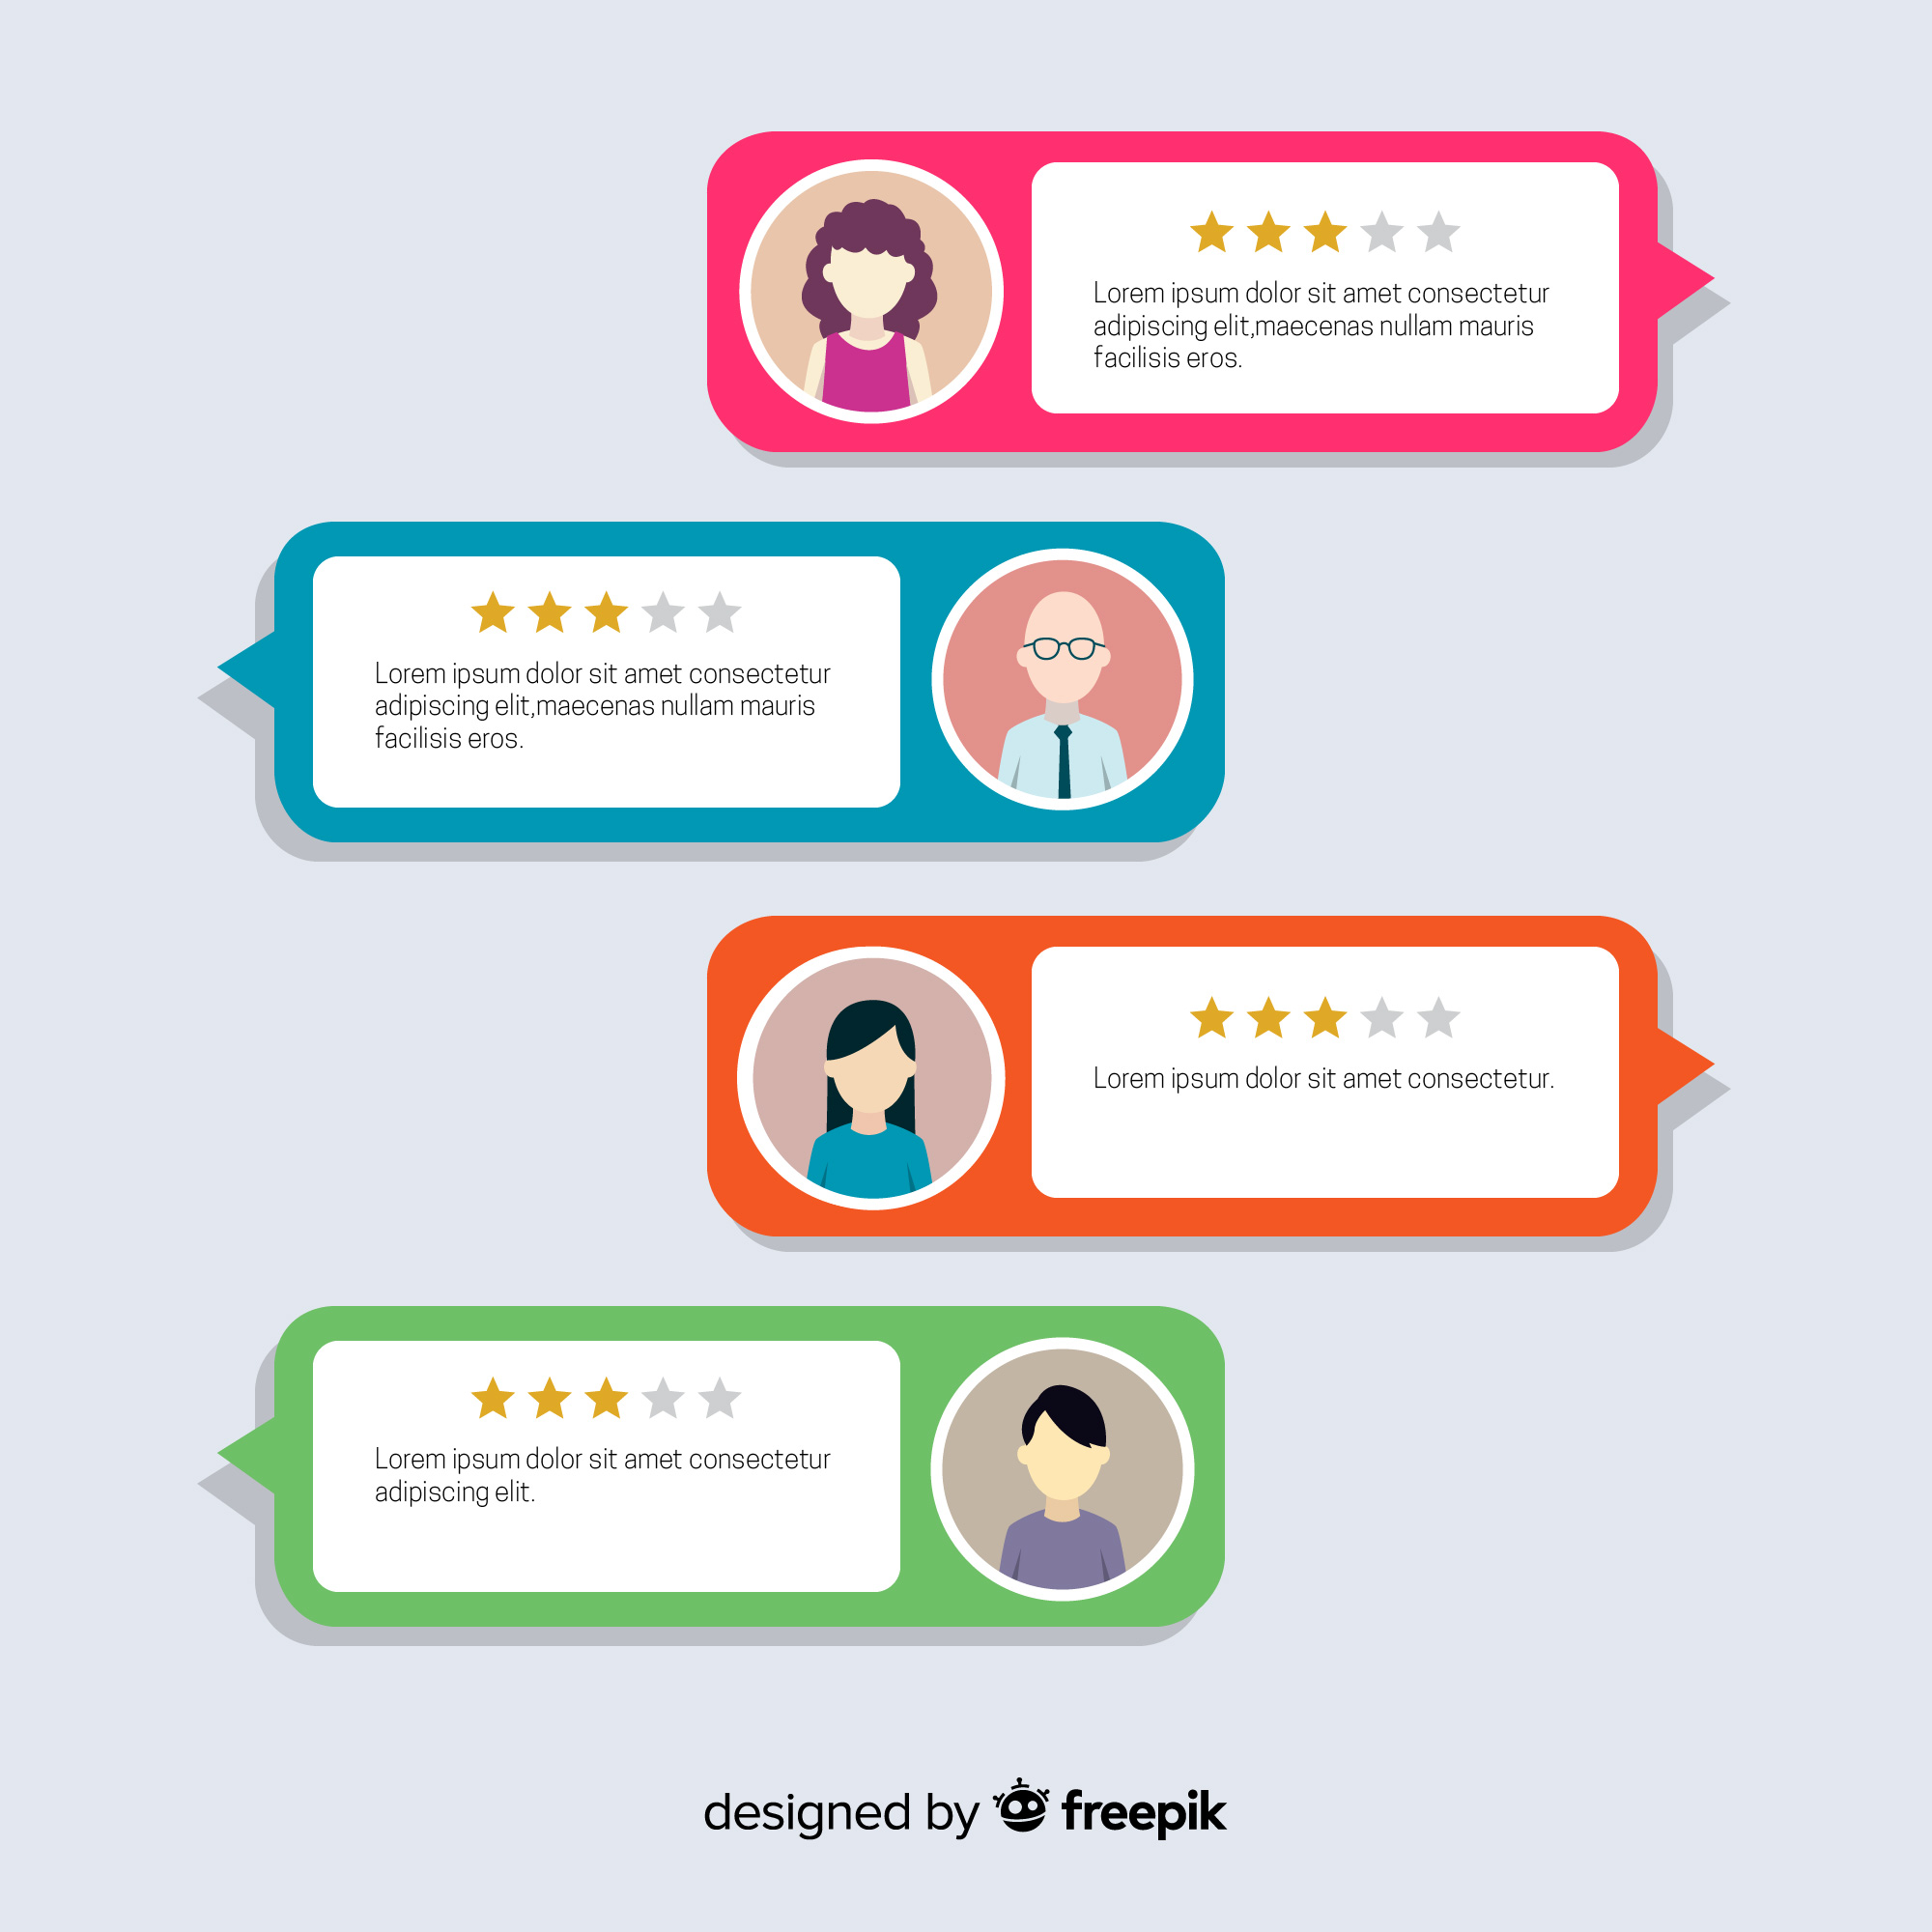 Lorem ipsum dolor sit amet consectetur
adipiscing elit,maecenas nullam mauris
facilisis eros.
Lorem ipsum dolor sit amet consectetur
adipiscing elit,maecenas nullam mauris
facilisis eros.
Lorem ipsum dolor sit amet consectetur.
Lorem ipsum dolor sit amet consectetur
adipiscing elit.
designed by freepik